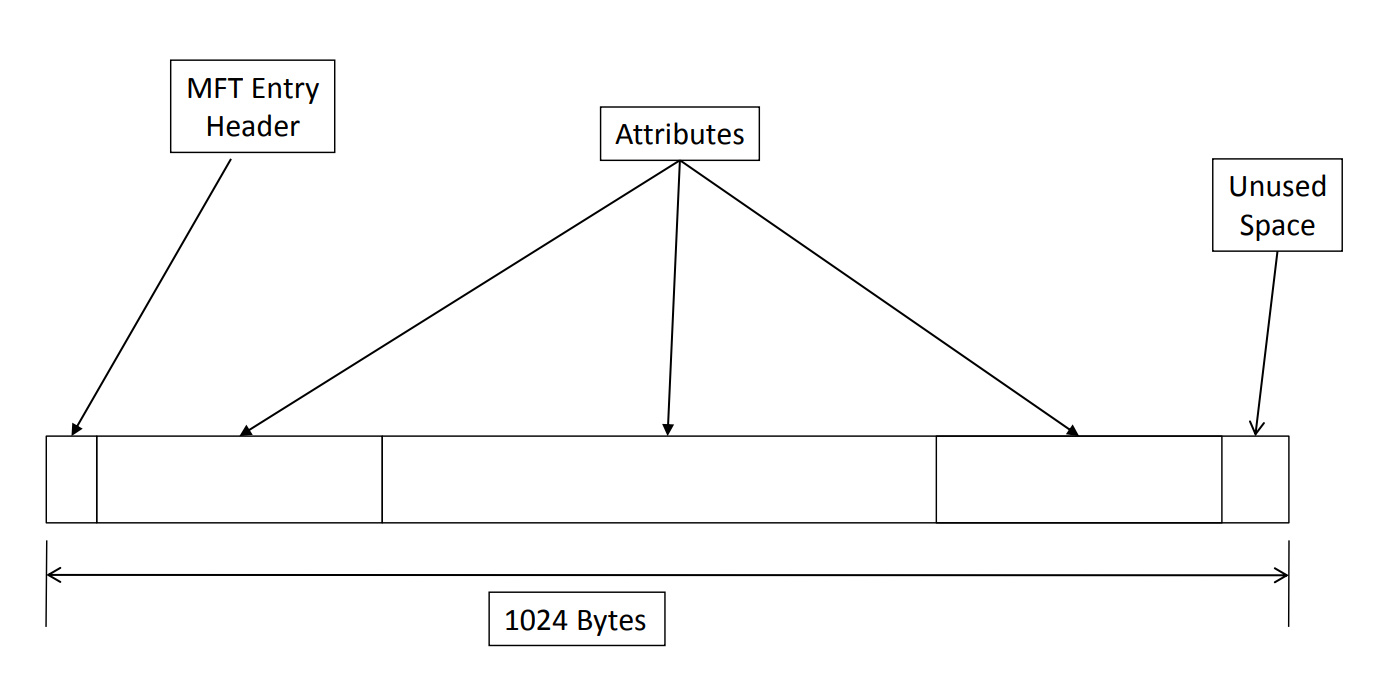 MFT Entry
Header
Attributes
Unused
Space
1024 Bytes